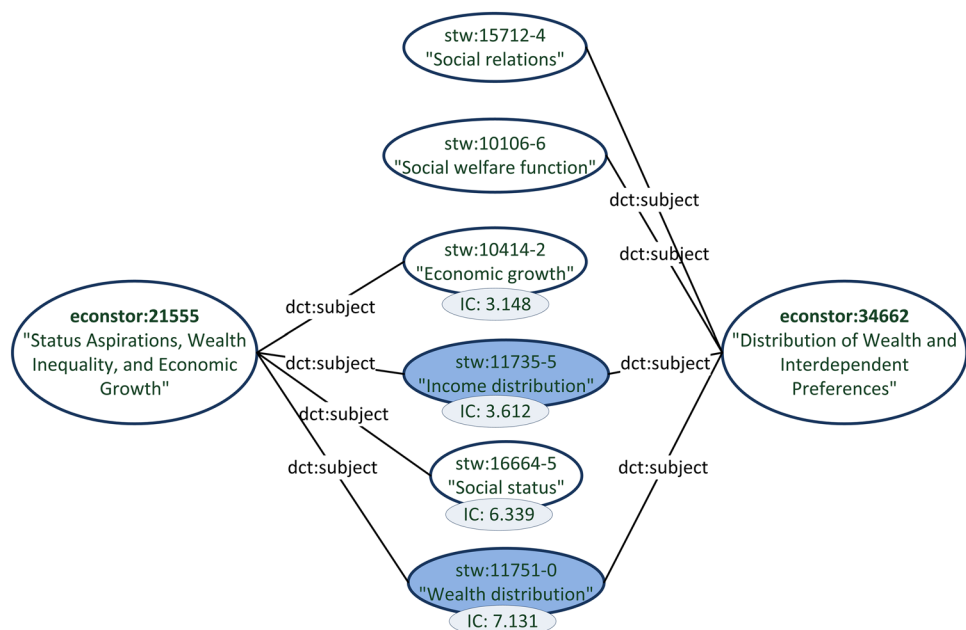 stw:15712-4
"Social relations"
stw:10106-6
"Social welfare function"
dct:subject
dct:subject
stw:10414-2
"Economic growth"
IC: 3.148
dct:subject
econstor:21555
"Status Aspirations, Wealth
Inequality, and Economic
Growth"
econstor:34662
"Distribution of Wealth and
Interdependent
Preferences"
dct:subject
stw:11735-5
"Income distribution"
IC: 3.612
dct:subject
dct:subject
stw:16664-5
"Social status"
IC: 6.339
dct:subject
dct:subject
stw:11751-0
"Wealth distribution"
IC: 7.131